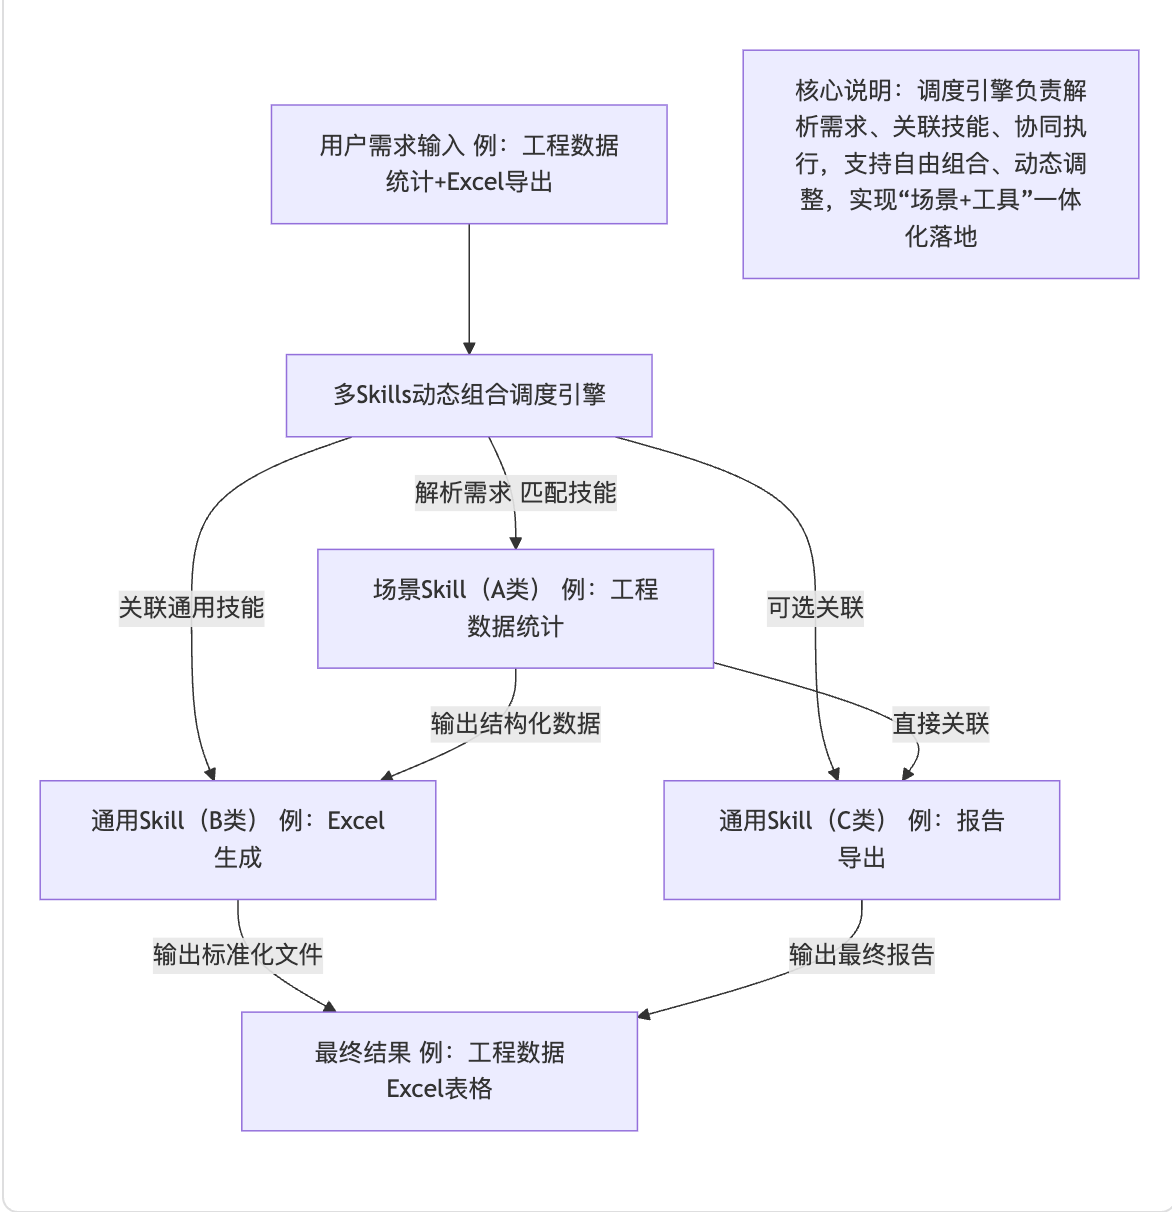 核心说明：调度引擎负责解
析需求、关联技能、协同执
行，支持自由组合、动态调
整，实现“场景+工具”一体
化落地
用户需求输入 例：工程数据
统计+Excel导出
多Skills动态组合调度引擎
解析需求 匹配技能
场景Skill（A类） 例：工程
数据统计
关联通用技能
可选关联
输出结构化数据
直接关联
通用Skill（B类） 例：Excel
生成
通用Skill（C类） 例：报告
导出
输出标准化文件
输出最终报告
最终结果 例：工程数据
Excel表格